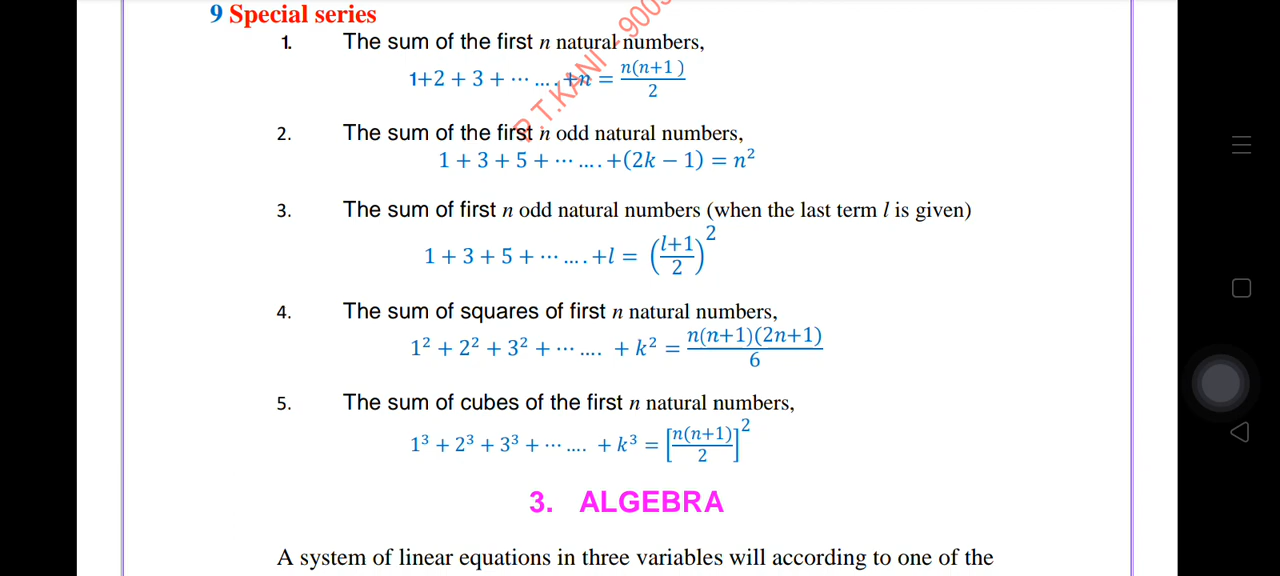 9 Special series
1. The sum of the first n natural numbers,
1+2 + 3 + ⋯ …. +n = n(n+1 )/2
2. The sum of the first n odd natural numbers,
1 + 3 + 5 + ⋯ …. +(2k − 1) = n²
3. The sum of first n odd natural numbers (when the last term l is given)
1 + 3 + 5 + ⋯ …. +l = (l+1/2)²
4. The sum of squares of first n natural numbers,
1² + 2² + 3² + ⋯ …. + k² = n(n+1)(2n+1)/6
5. The sum of cubes of the first n natural numbers,
1³ + 2³ + 3³ + ⋯ …. + k³ = [n(n+1)/2]²
3. ALGEBRA
A system of linear equations in three variables will according to one of the
P.T.KANI - 900